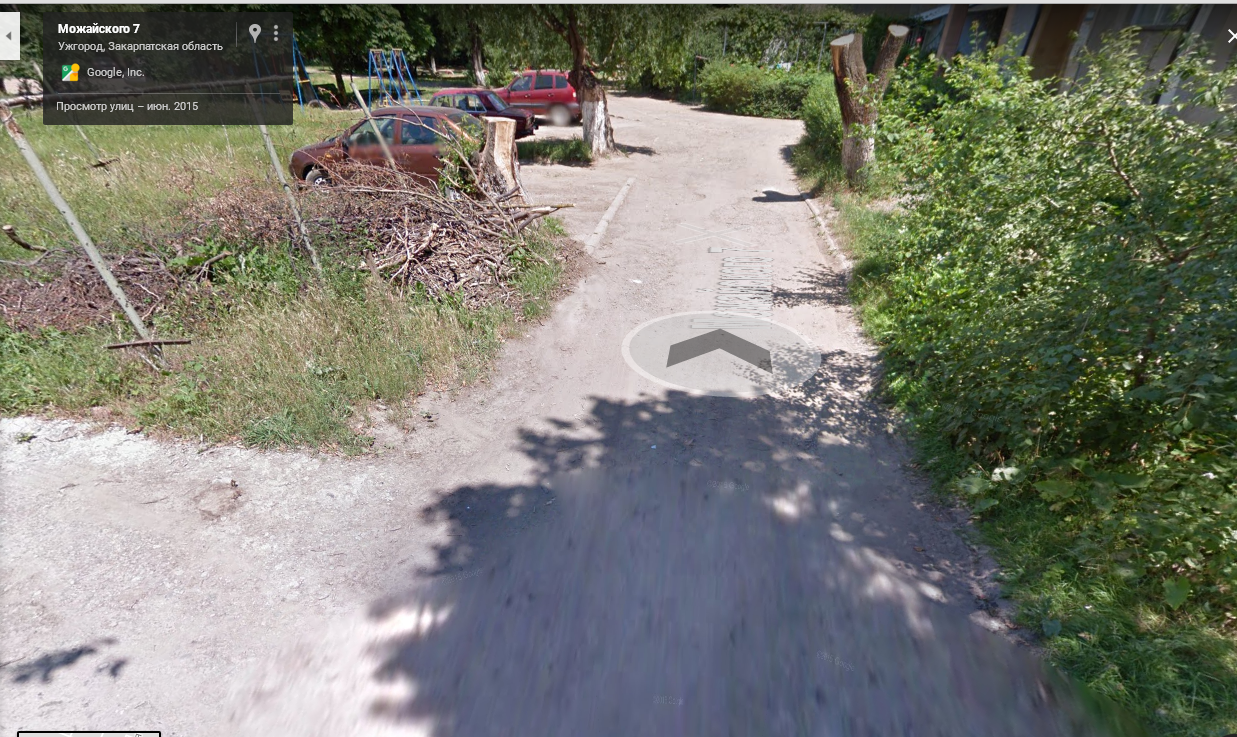 Можайского 7
Ужгород, Закарпатская область
Google, Inc.
Просмотр улиц – июн. 2015